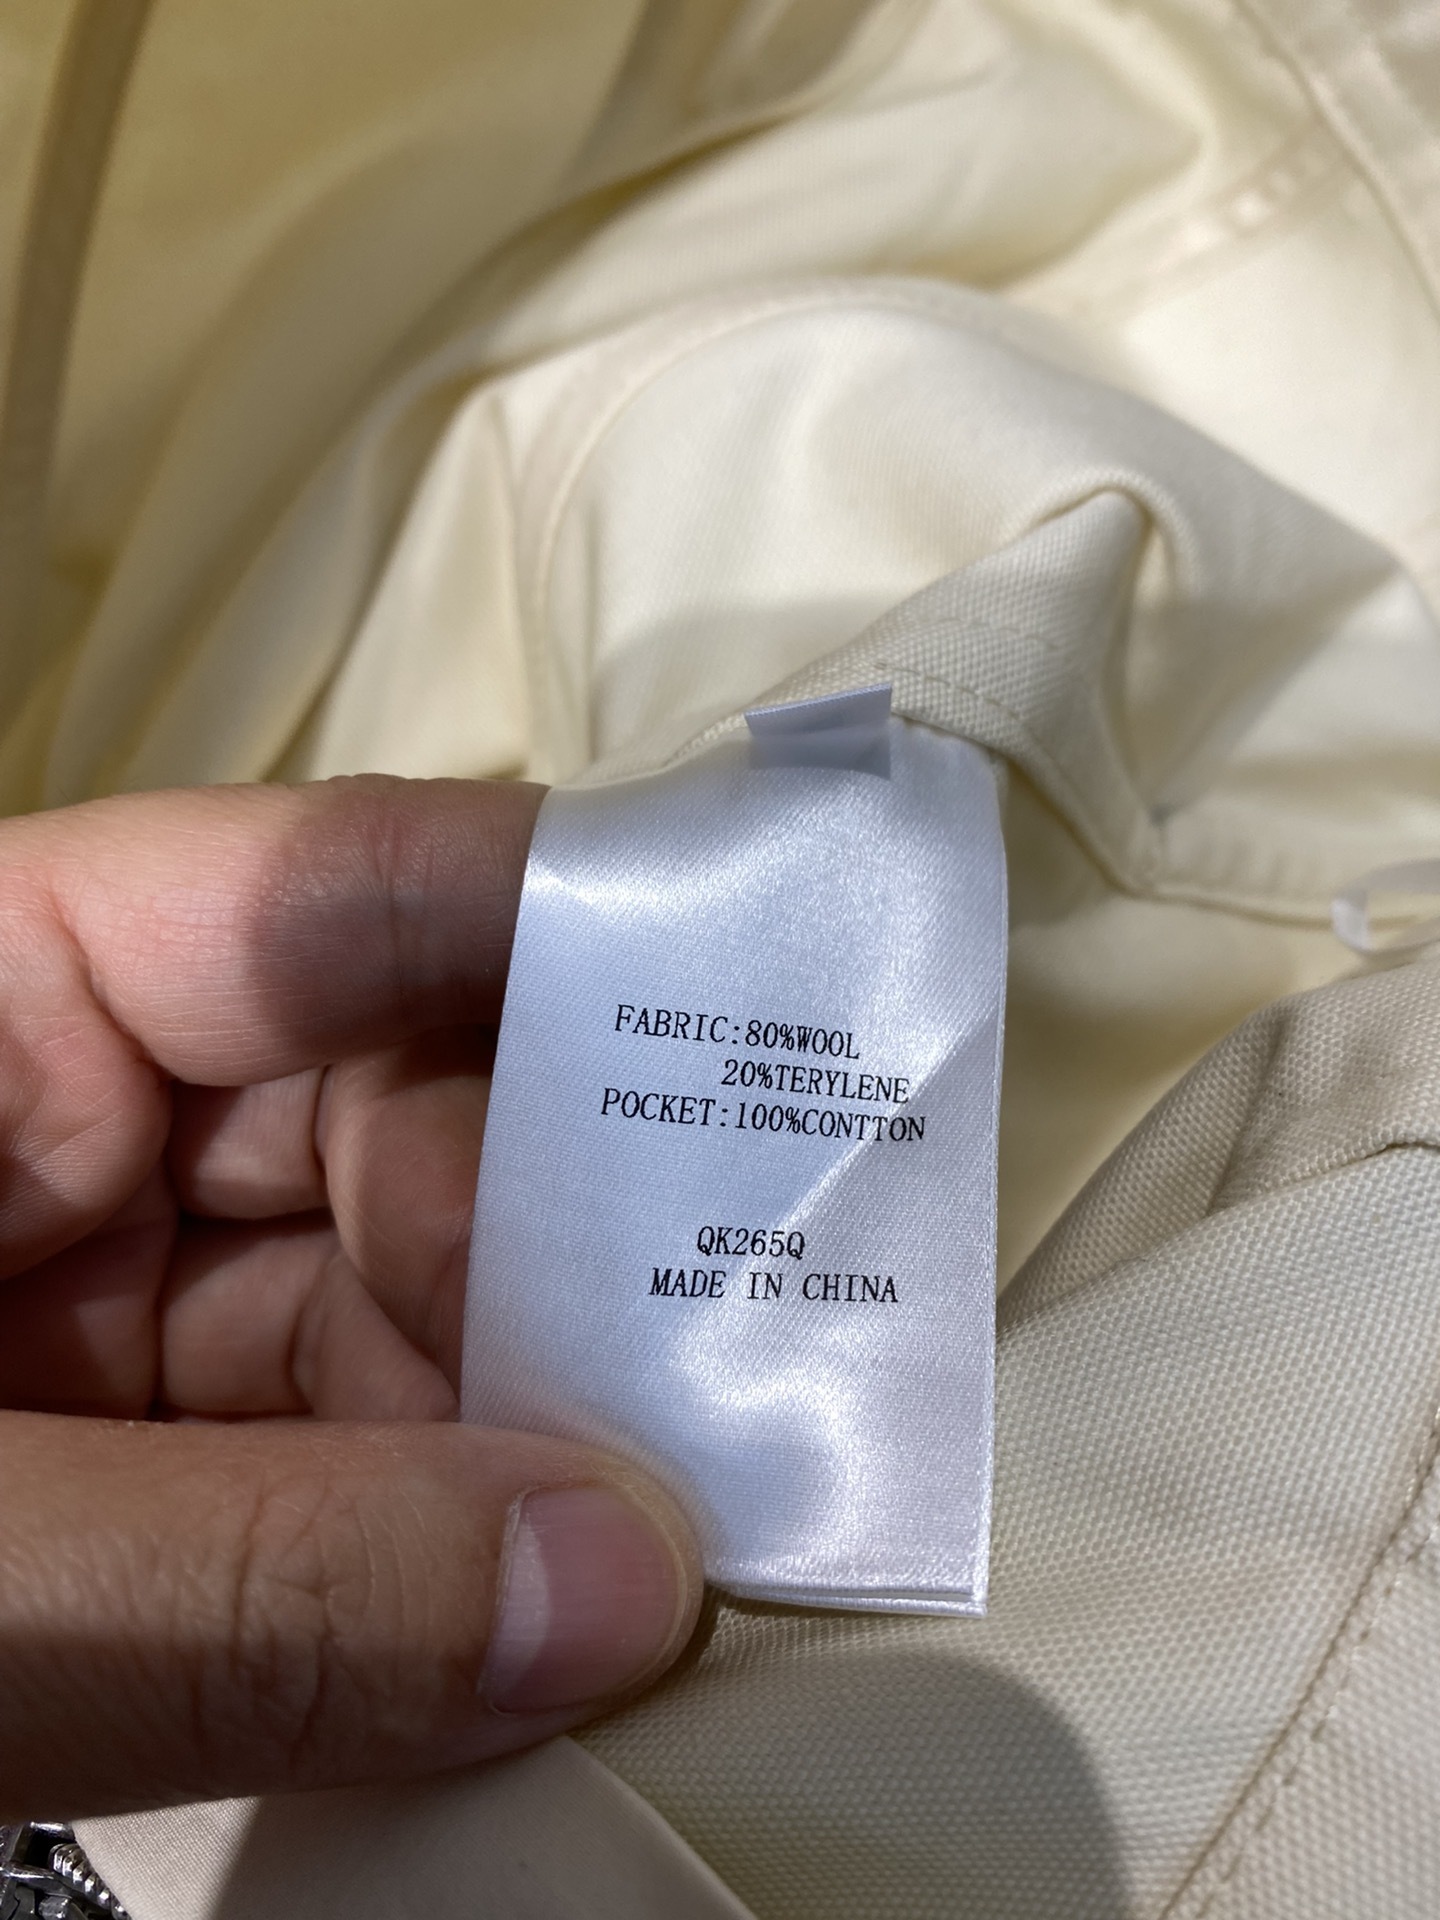 FABRIC:80%WOOL
20%TERYLENE
POCKET:100%CONTTON
QK265Q
MADE IN CHINA